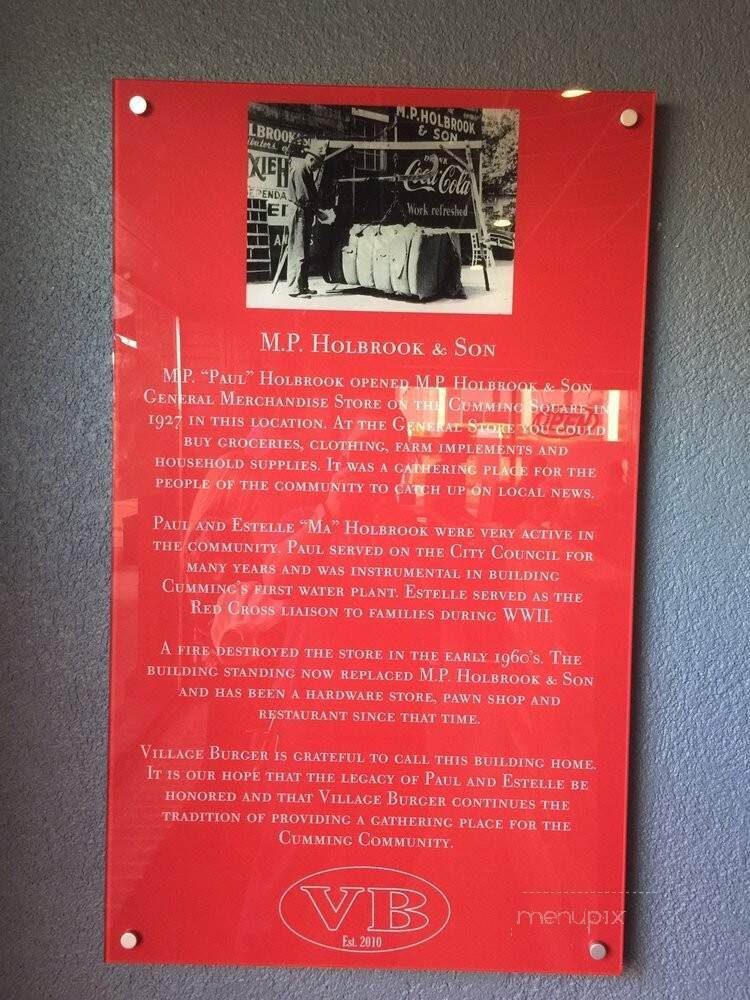 M.P. HOLBROOK
& SON
LBROOK
DRINK
Coca-Cola
Work refreshed
M.P. Holbrook & Son
M.P. “Paul” Holbrook opened M.P. Holbrook & Son
General Merchandise Store on the Cumming Square in
1927 in this location. At the General Store you could
buy groceries, clothing, farm implements and
household supplies. It was a gathering place for the
people of the community to catch up on local news.
Paul and Estelle “Ma” Holbrook were very active in
the community. Paul served on the City Council for
many years and was instrumental in building
Cumming's first water plant. Estelle served as the
Red Cross liaison to families during WWII.
A fire destroyed the store in the early 1960's. The
building standing now replaced M.P. Holbrook & Son
and has been a hardware store, pawn shop and
restaurant since that time.
Village Burger is grateful to call this building home.
It is our hope that the legacy of Paul and Estelle be
honored and that Village Burger continues the
tradition of providing a gathering place for the
Cumming Community.
VB
Est. 2010
menupix